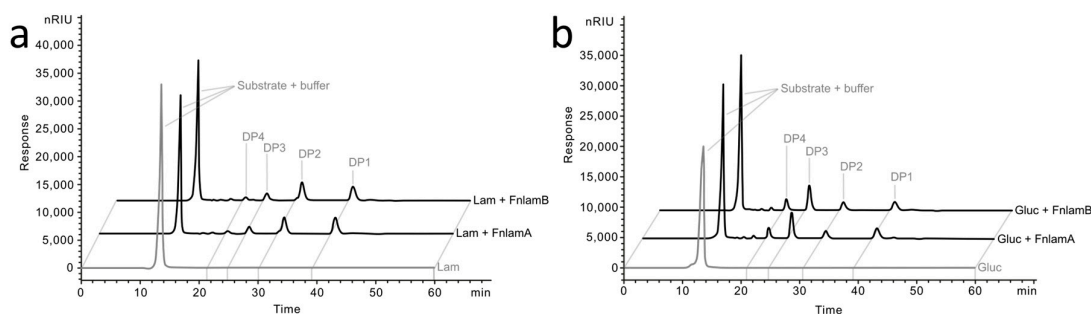 a
nRIU
40,000
35,000
30,000
25,000
20,000
15,000
10,000
5,000
0
Response
Substrate + buffer
DP4
DP3
DP2
DP1
Lam + FnlamB
Lam + FnlamA
Lam
0 10 20 30 40 50 60 min
Time
b
nRIU
40,000
35,000
30,000
25,000
20,000
15,000
10,000
5,000
0
Response
Substrate + buffer
DP4
DP3
DP2
DP1
Gluc + FnlamB
Gluc + FnlamA
Gluc
0 10 20 30 40 50 60 min
Time